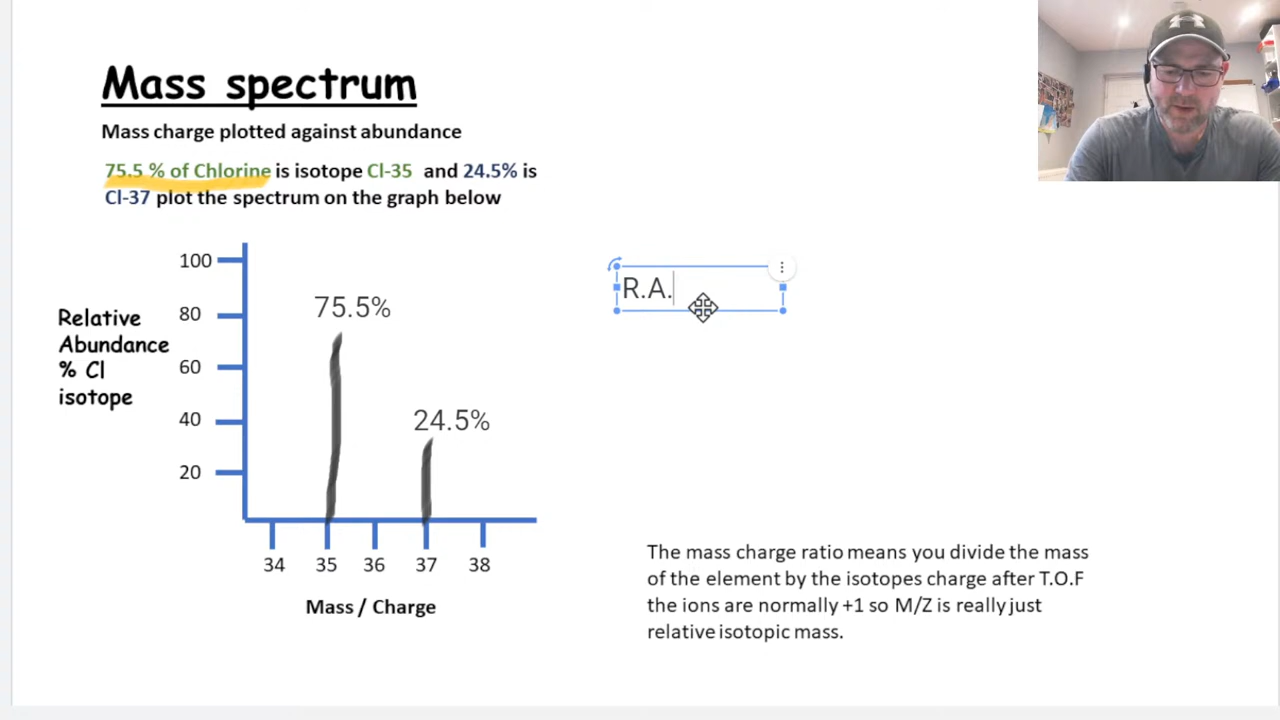 Mass spectrum
Mass charge plotted against abundance
75.5 % of Chlorine is isotope Cl-35 and 24.5% is
Cl-37 plot the spectrum on the graph below
Relative
Abundance
% Cl
isotope
100
80
60
40
20
75.5%
24.5%
34 35 36 37 38
Mass / Charge
R.A.
The mass charge ratio means you divide the mass
of the element by the isotopes charge after T.O.F
the ions are normally +1 so M/Z is really just
relative isotopic mass.